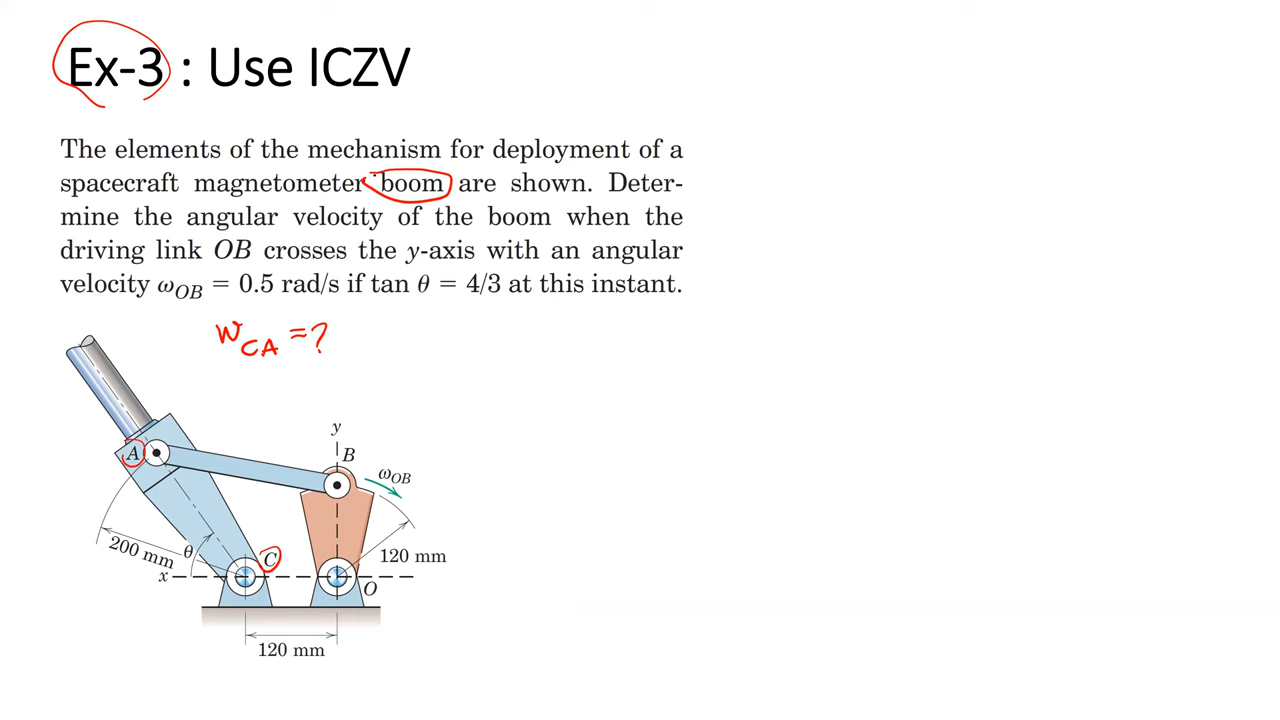 Ex-3 : Use ICZV
The elements of the mechanism for deployment of a
spacecraft magnetometer boom are shown. Deter-
mine the angular velocity of the boom when the
driving link OB crosses the y-axis with an angular
velocity ω_OB = 0.5 rad/s if tan θ = 4/3 at this instant.
W_CA = ?
y
A
B
ω_OB
200 mm
θ
C
120 mm
x
O
120 mm